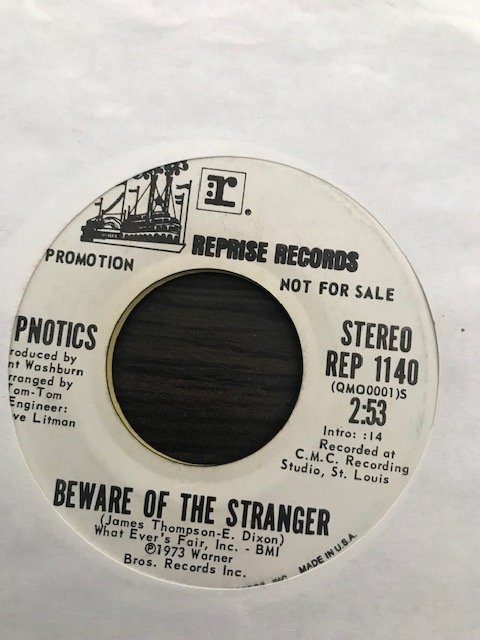 r.
REPRISE RECORDS
PROMOTION
NOT FOR SALE
PNOTICS
roduced by
nt Washburn
rranged by
om-Tom
Engineer:
ve Litman
STEREO
REP 1140
(QMO0001)S
2:53
Intro: :14
Recorded at
C.M.C. Recording
Studio, St. Louis
BEWARE OF THE STRANGER
(James Thompson-E. Dixon)
What Ever's Fair, Inc. - BMI
℗1973 Warner
Bros. Records Inc.
INC.
MADE IN U.S.A.